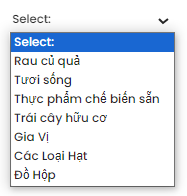 Select:
Select:
Rau củ quả
Tươi sống
Thực phẩm chế biến sẵn
Trái cây hữu cơ
Gia Vị
Các Loại Hạt
Đồ Hộp